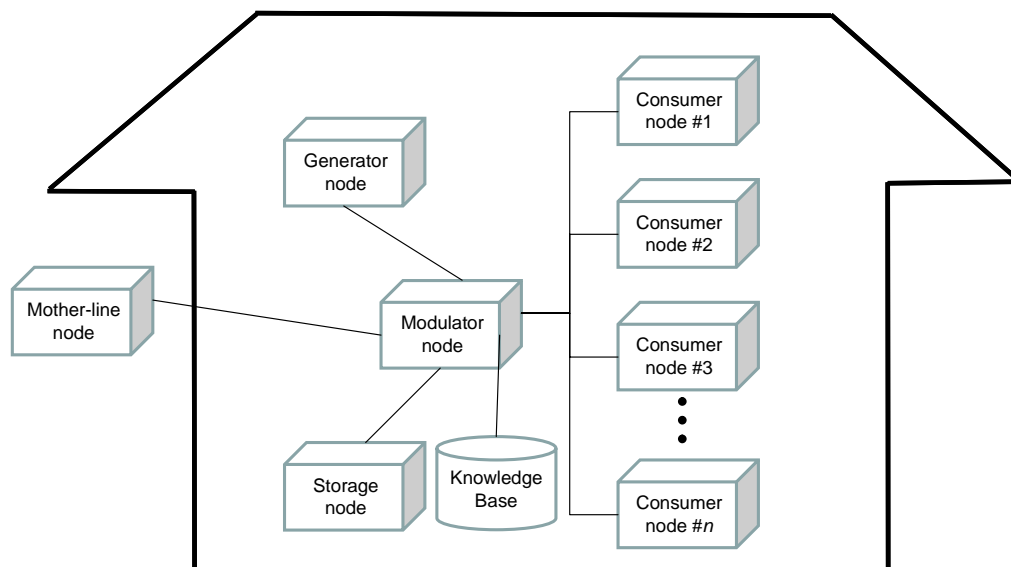 Consumer
node #1
Generator
node
Consumer
node #2
Mother-line
node
Modulator
node
Consumer
node #3
Storage
node
Knowledge
Base
Consumer
node #n